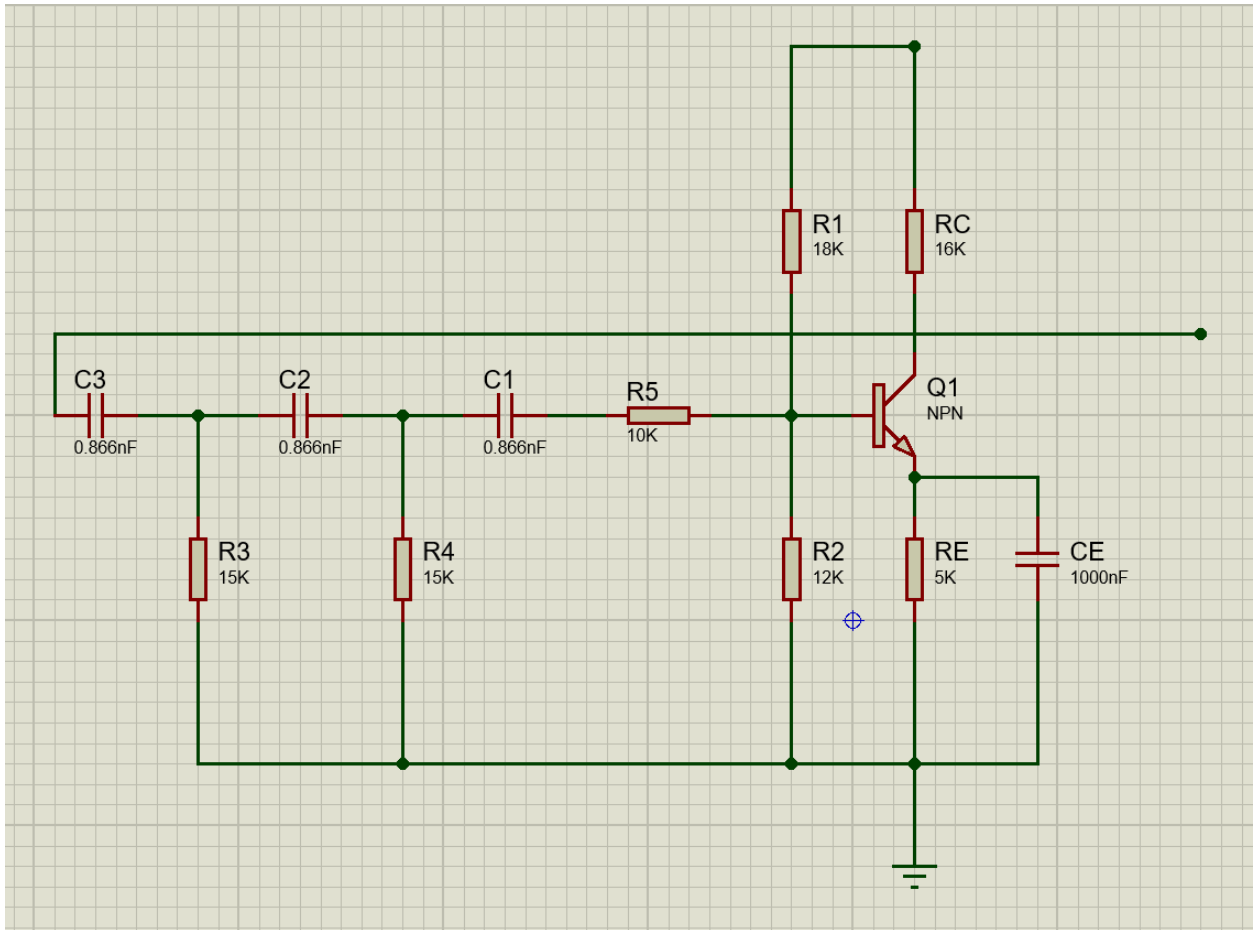 R1
18K
RC
16K
C3
0.866nF
C2
0.866nF
C1
0.866nF
R5
10K
Q1
NPN
R3
15K
R4
15K
R2
12K
RE
5K
CE
1000nF